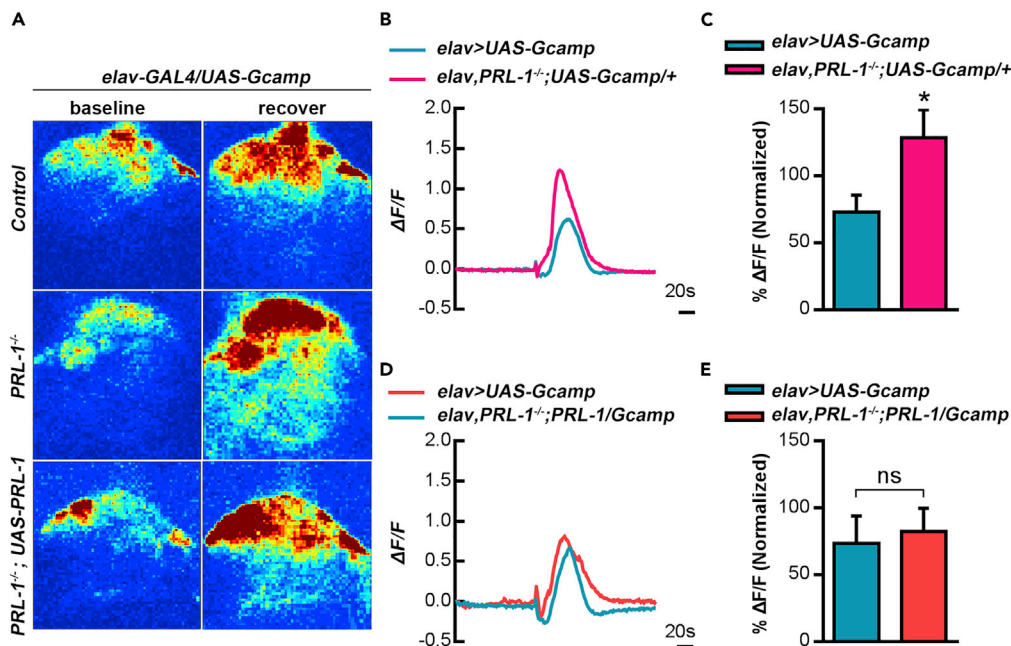 A
elav-GAL4/UAS-Gcamp
baseline
recover
Control
PRL-1-/-
PRL-1-/-; UAS-PRL-1
B
elav>UAS-Gcamp
elav,PRL-1-/-;UAS-Gcamp/+
2.0
1.5
1.0
0.5
0.0
-0.5
ΔF/F
20s
C
elav>UAS-Gcamp
elav,PRL-1-/-;UAS-Gcamp/+
150
100
50
0
% ΔF/F (Normalized)
*
D
elav>UAS-Gcamp
elav,PRL-1-/-;PRL-1/Gcamp
2.0
1.5
1.0
0.5
0.0
-0.5
ΔF/F
20s
E
elav>UAS-Gcamp
elav,PRL-1-/-;PRL-1/Gcamp
150
100
50
0
% ΔF/F (Normalized)
ns